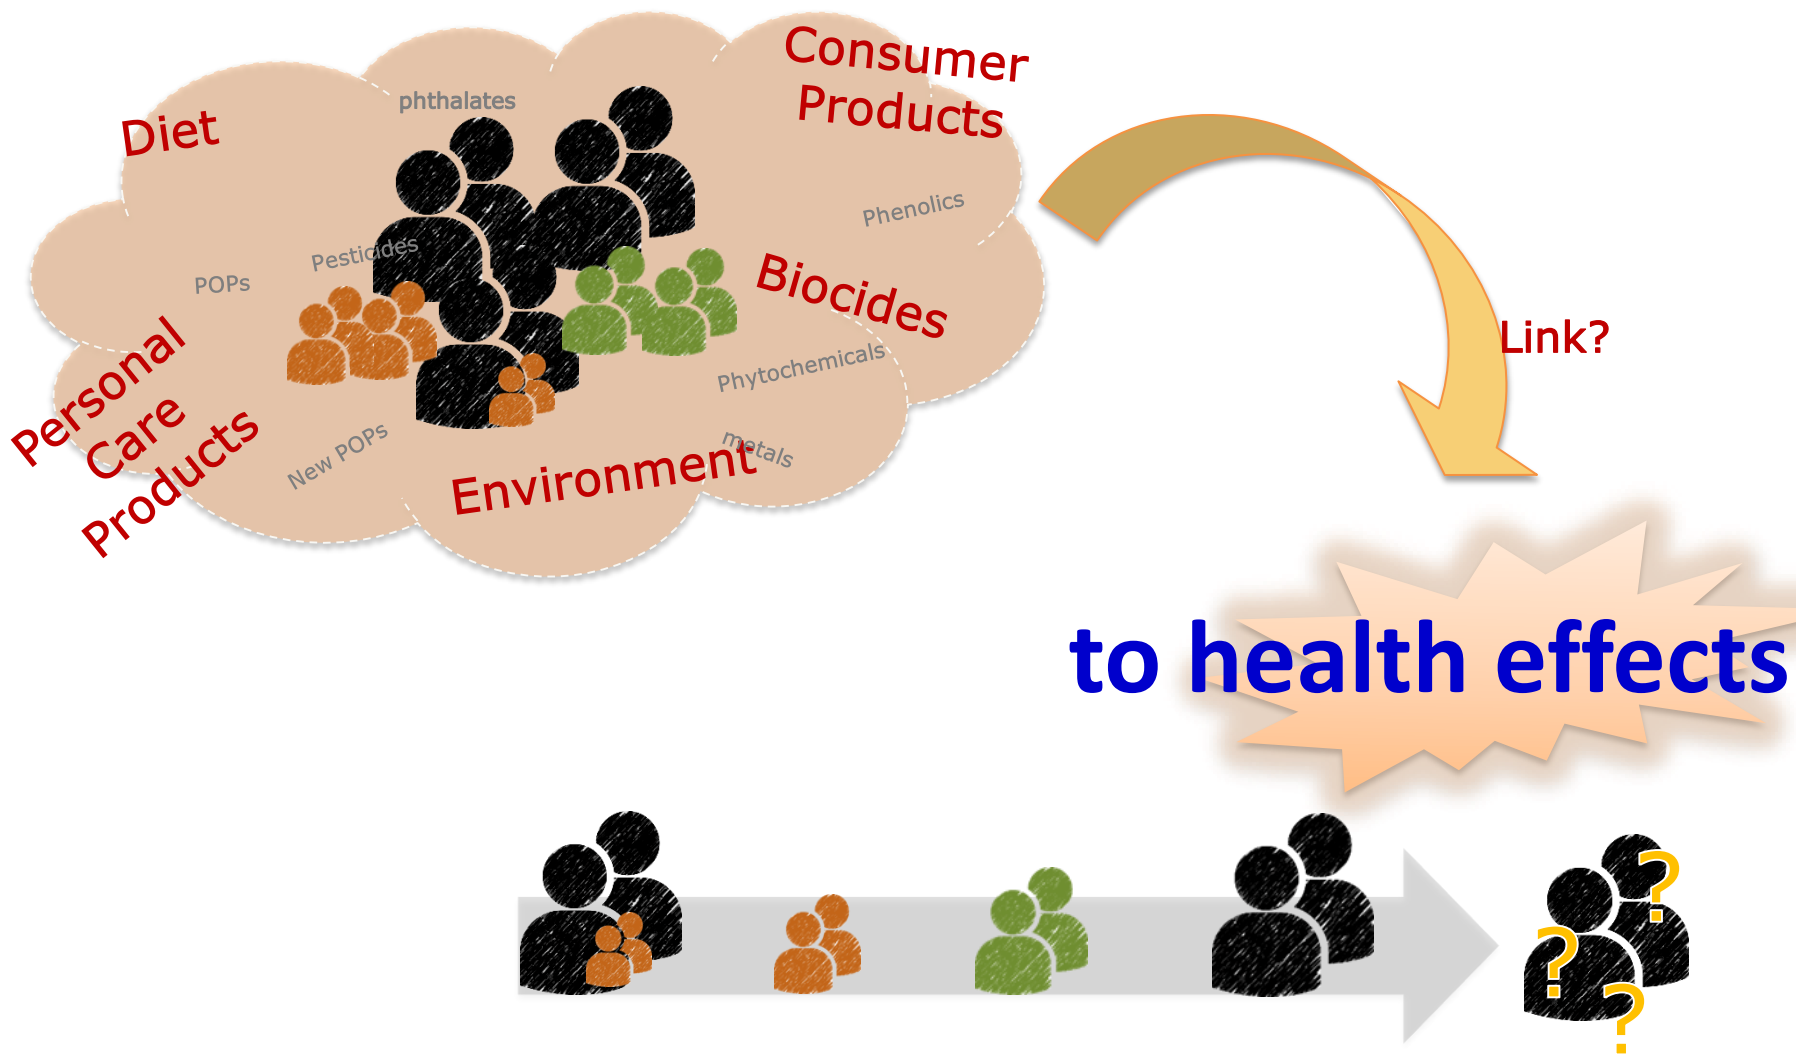 Consumer
Products
phthalates
Diet
Phenolics
Pesticides
POPs
Biocides
Link?
Phytochemicals
Personal
Care
Products
New POPs
metals
Environment
to health effects
?
?
?